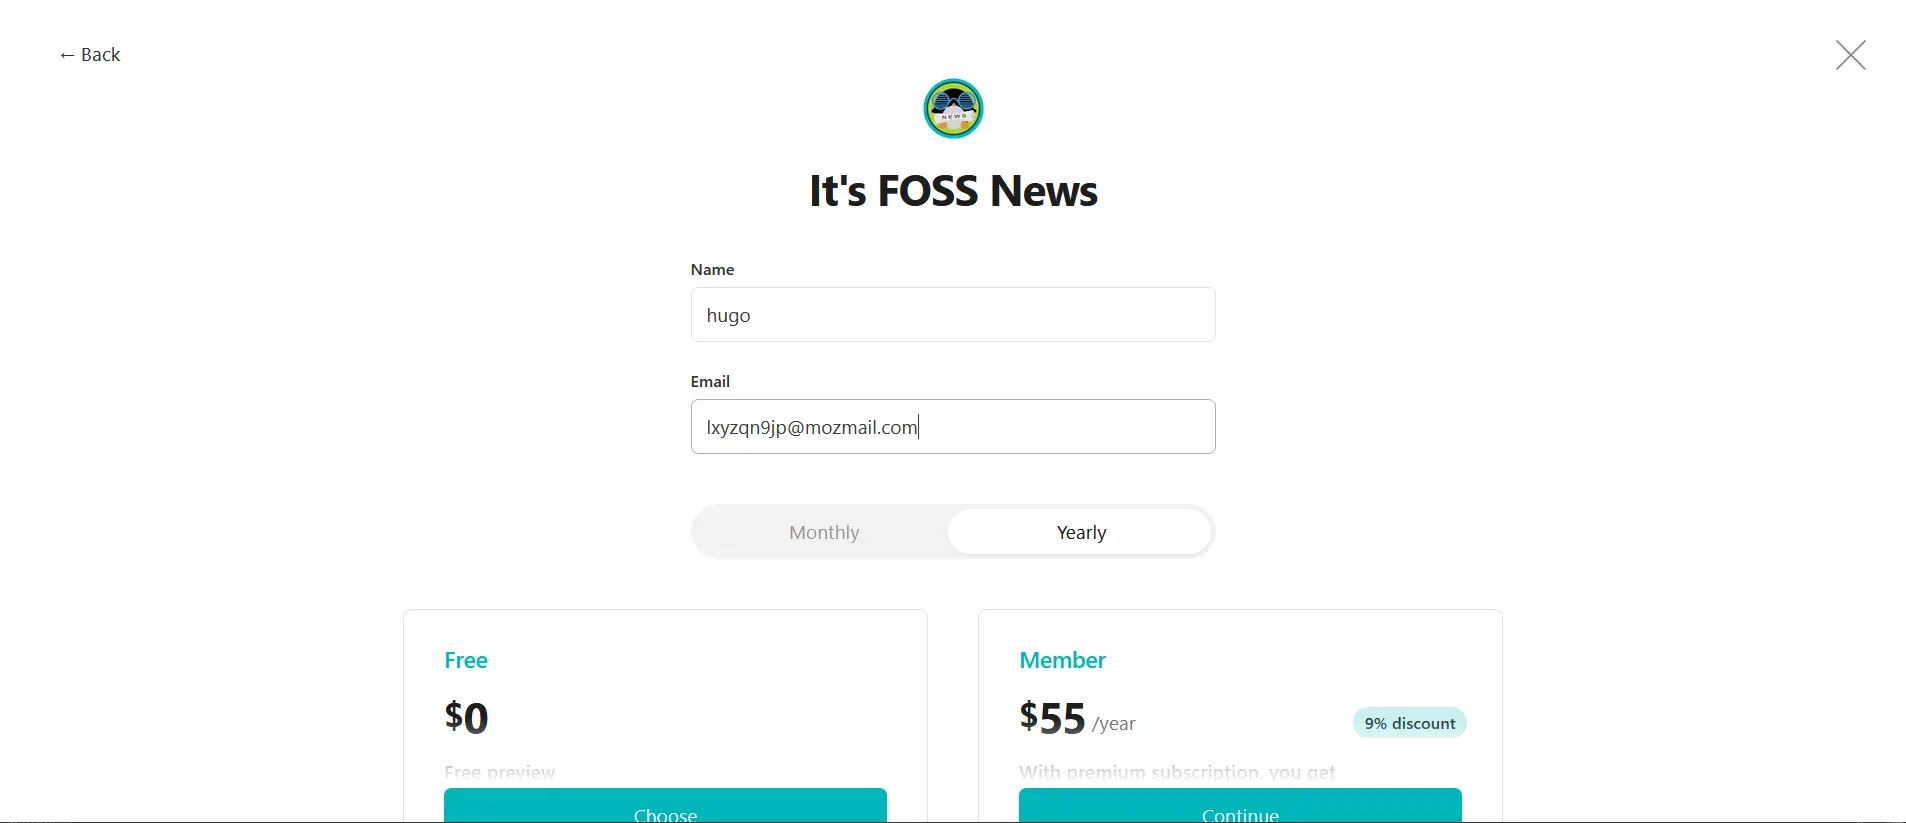 ← Back
NEWS
It's FOSS News
Name
hugo
Email
lxyzqn9jp@mozmail.com
Monthly Yearly
Free
$0
Free preview
Choose
Member
$55 /year
9% discount
With premium subscription, you get
Continue